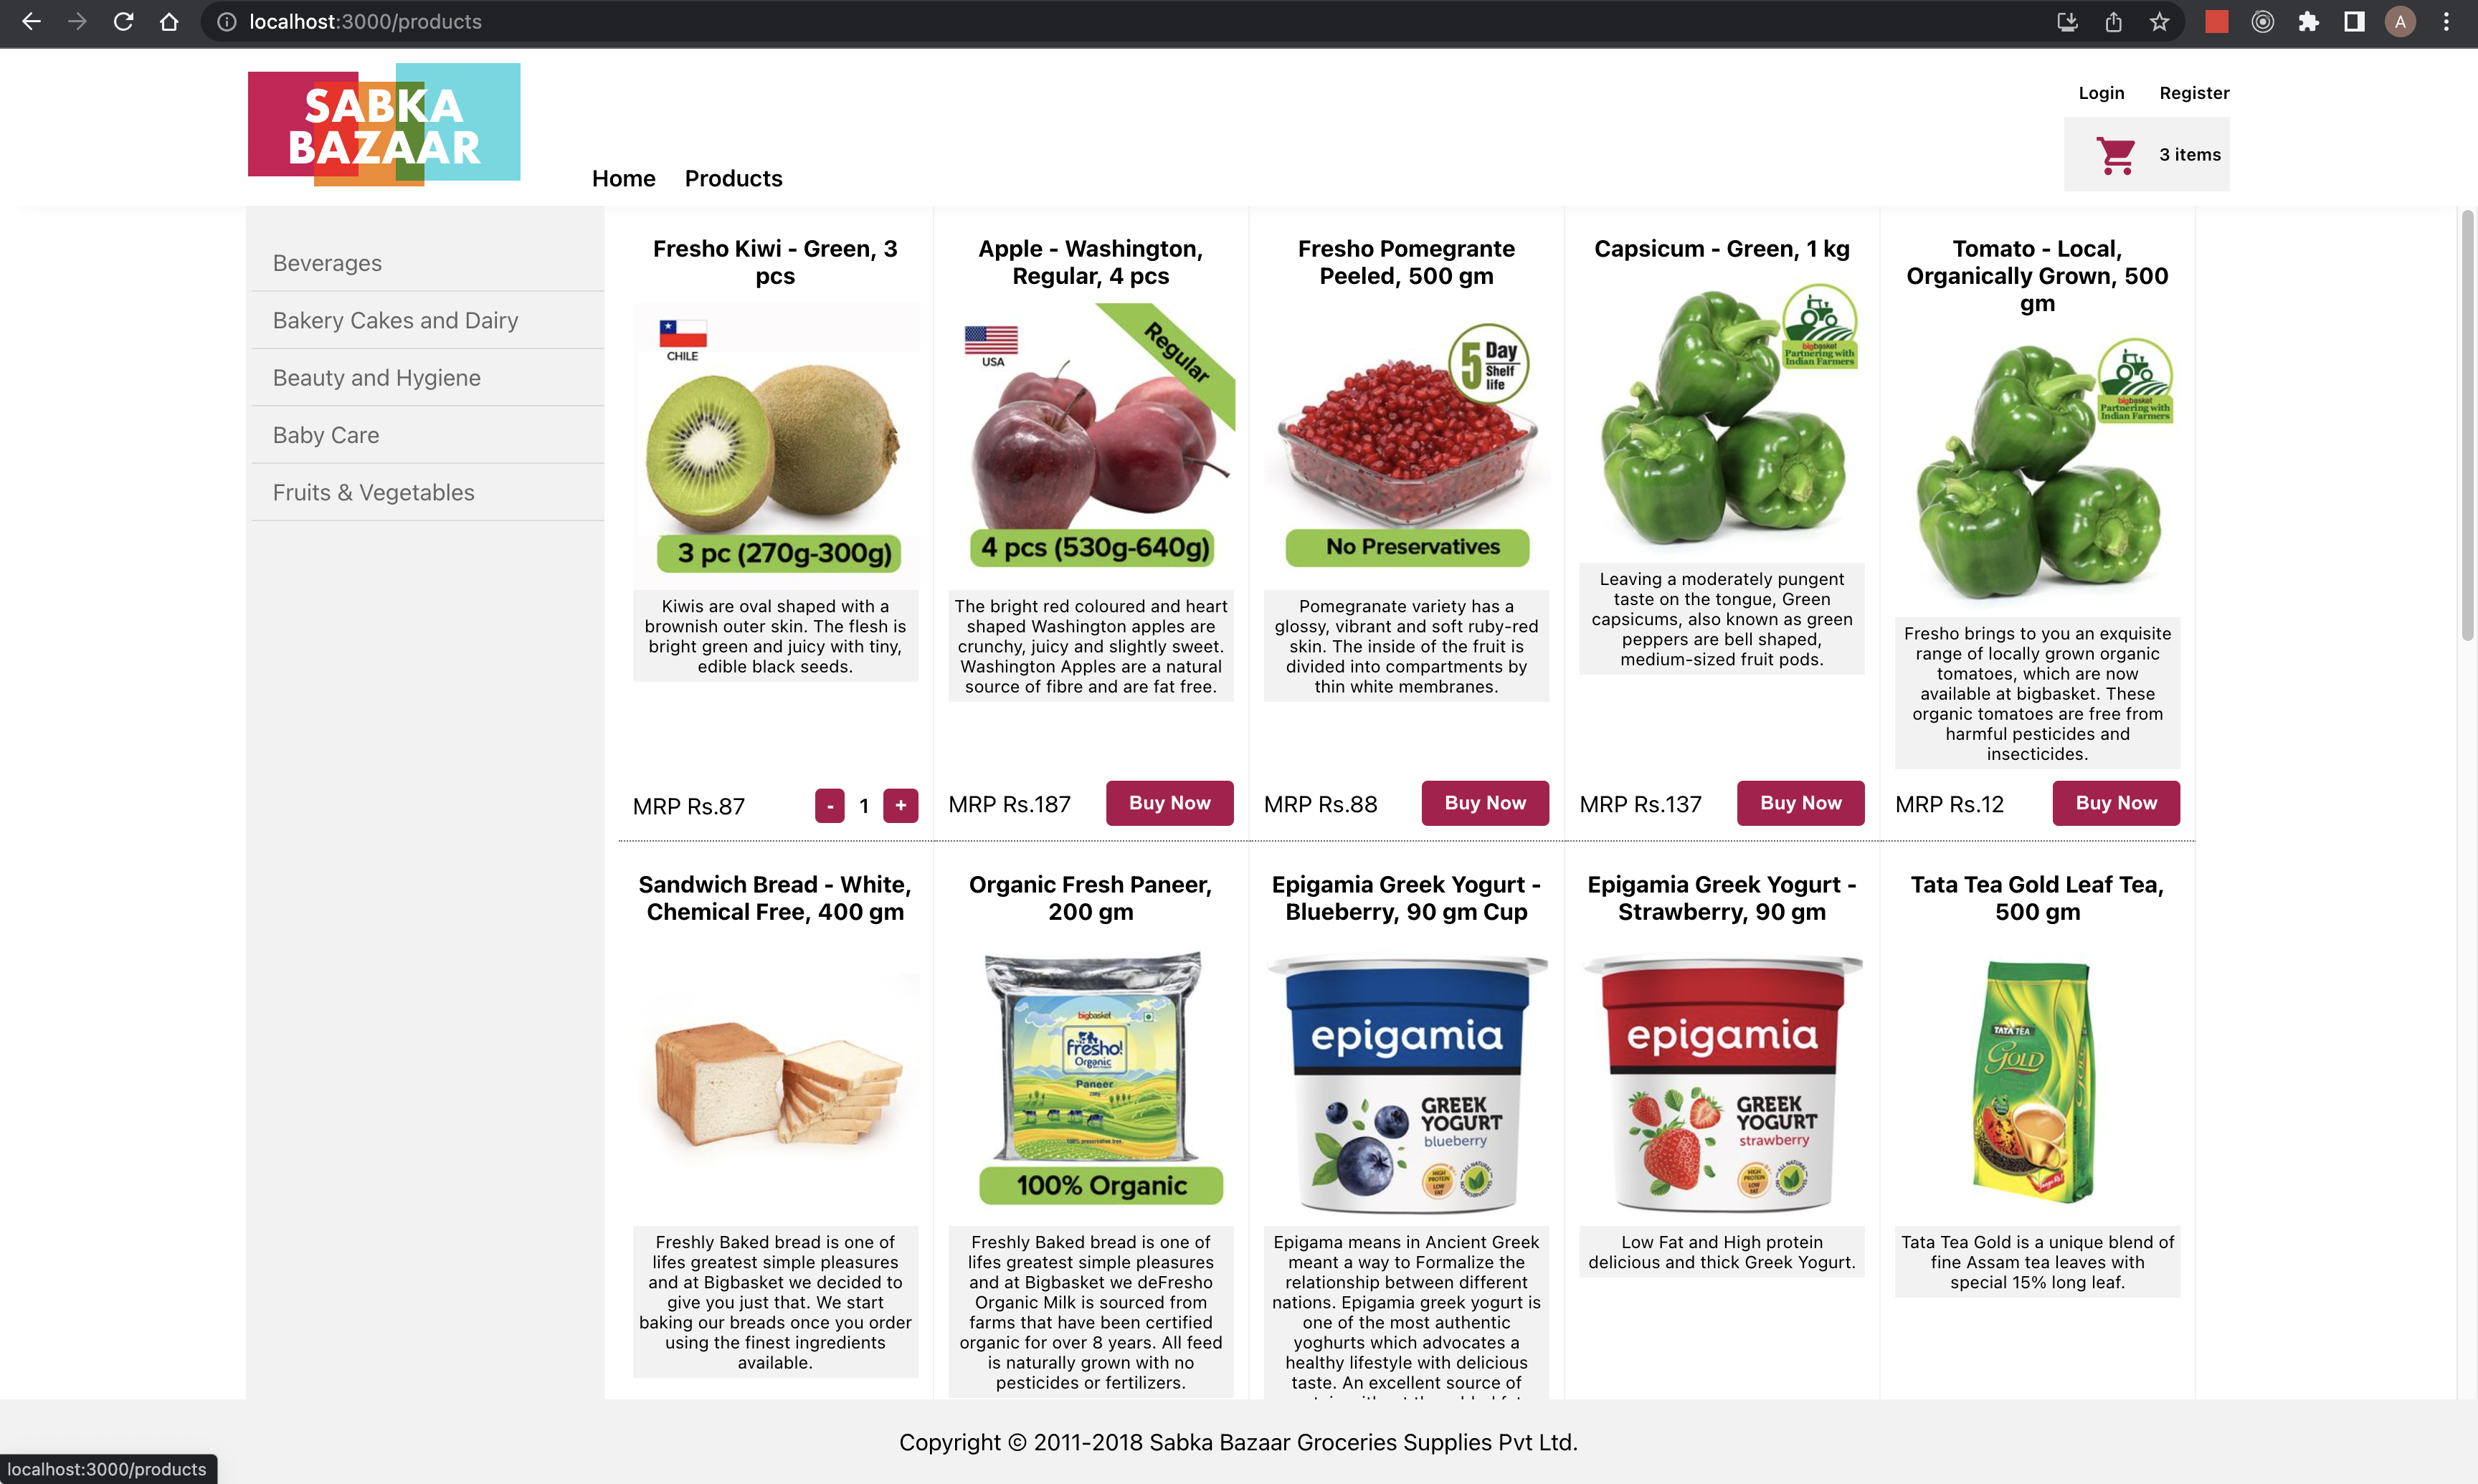 localhost:3000/products
A
SABKA
BAZAAR
Home
Products
Login
Register
3 items
Beverages
Bakery Cakes and Dairy
Beauty and Hygiene
Baby Care
Fruits & Vegetables
Fresho Kiwi - Green, 3
pcs
CHILE
3 pc (270g-300g)
Kiwis are oval shaped with a
brownish outer skin. The flesh is
bright green and juicy with tiny,
edible black seeds.
MRP Rs.87
-
1
+
Apple - Washington,
Regular, 4 pcs
USA
Regular
4 pcs (530g-640g)
The bright red coloured and heart
shaped Washington apples are
crunchy, juicy and slightly sweet.
Washington Apples are a natural
source of fibre and are fat free.
MRP Rs.187
Buy Now
Fresho Pomegrante
Peeled, 500 gm
5 Day
Shelf
life
No Preservatives
Pomegranate variety has a
glossy, vibrant and soft ruby-red
skin. The inside of the fruit is
divided into compartments by
thin white membranes.
MRP Rs.88
Buy Now
Capsicum - Green, 1 kg
bigbasket
Partnering with
Indian Farmers
Leaving a moderately pungent
taste on the tongue, Green
capsicums, also known as green
peppers are bell shaped,
medium-sized fruit pods.
MRP Rs.137
Buy Now
Tomato - Local,
Organically Grown, 500
gm
bigbasket
Partnering with
Indian Farmers
Fresho brings to you an exquisite
range of locally grown organic
tomatoes, which are now
available at bigbasket. These
organic tomatoes are free from
harmful pesticides and
insecticides.
MRP Rs.12
Buy Now
Sandwich Bread - White,
Chemical Free, 400 gm
Freshly Baked bread is one of
lifes greatest simple pleasures
and at Bigbasket we decided to
give you just that. We start
baking our breads once you order
using the finest ingredients
available.
Organic Fresh Paneer,
200 gm
bigbasket
fresho!
Organic
Paneer
100% Organic
Freshly Baked bread is one of
lifes greatest simple pleasures
and at Bigbasket we deFresho
Organic Milk is sourced from
farms that have been certified
organic for over 8 years. All feed
is naturally grown with no
pesticides or fertilizers.
Epigamia Greek Yogurt -
Blueberry, 90 gm Cup
epigamia
GREEK
YOGURT
blueberry
HIGH
PROTEIN
LOW
FAT
Epigama means in Ancient Greek
meant a way to Formalize the
relationship between different
nations. Epigamia greek yogurt is
one of the most authentic
yoghurts which advocates a
healthy lifestyle with delicious
taste. An excellent source of
Epigamia Greek Yogurt -
Strawberry, 90 gm
epigamia
GREEK
YOGURT
strawberry
HIGH
PROTEIN
LOW
FAT
Low Fat and High protein
delicious and thick Greek Yogurt.
Tata Tea Gold Leaf Tea,
500 gm
TATA TEA
GOLD
Tata Tea Gold is a unique blend of
fine Assam tea leaves with
special 15% long leaf.
Copyright © 2011-2018 Sabka Bazaar Groceries Supplies Pvt Ltd.
localhost:3000/products